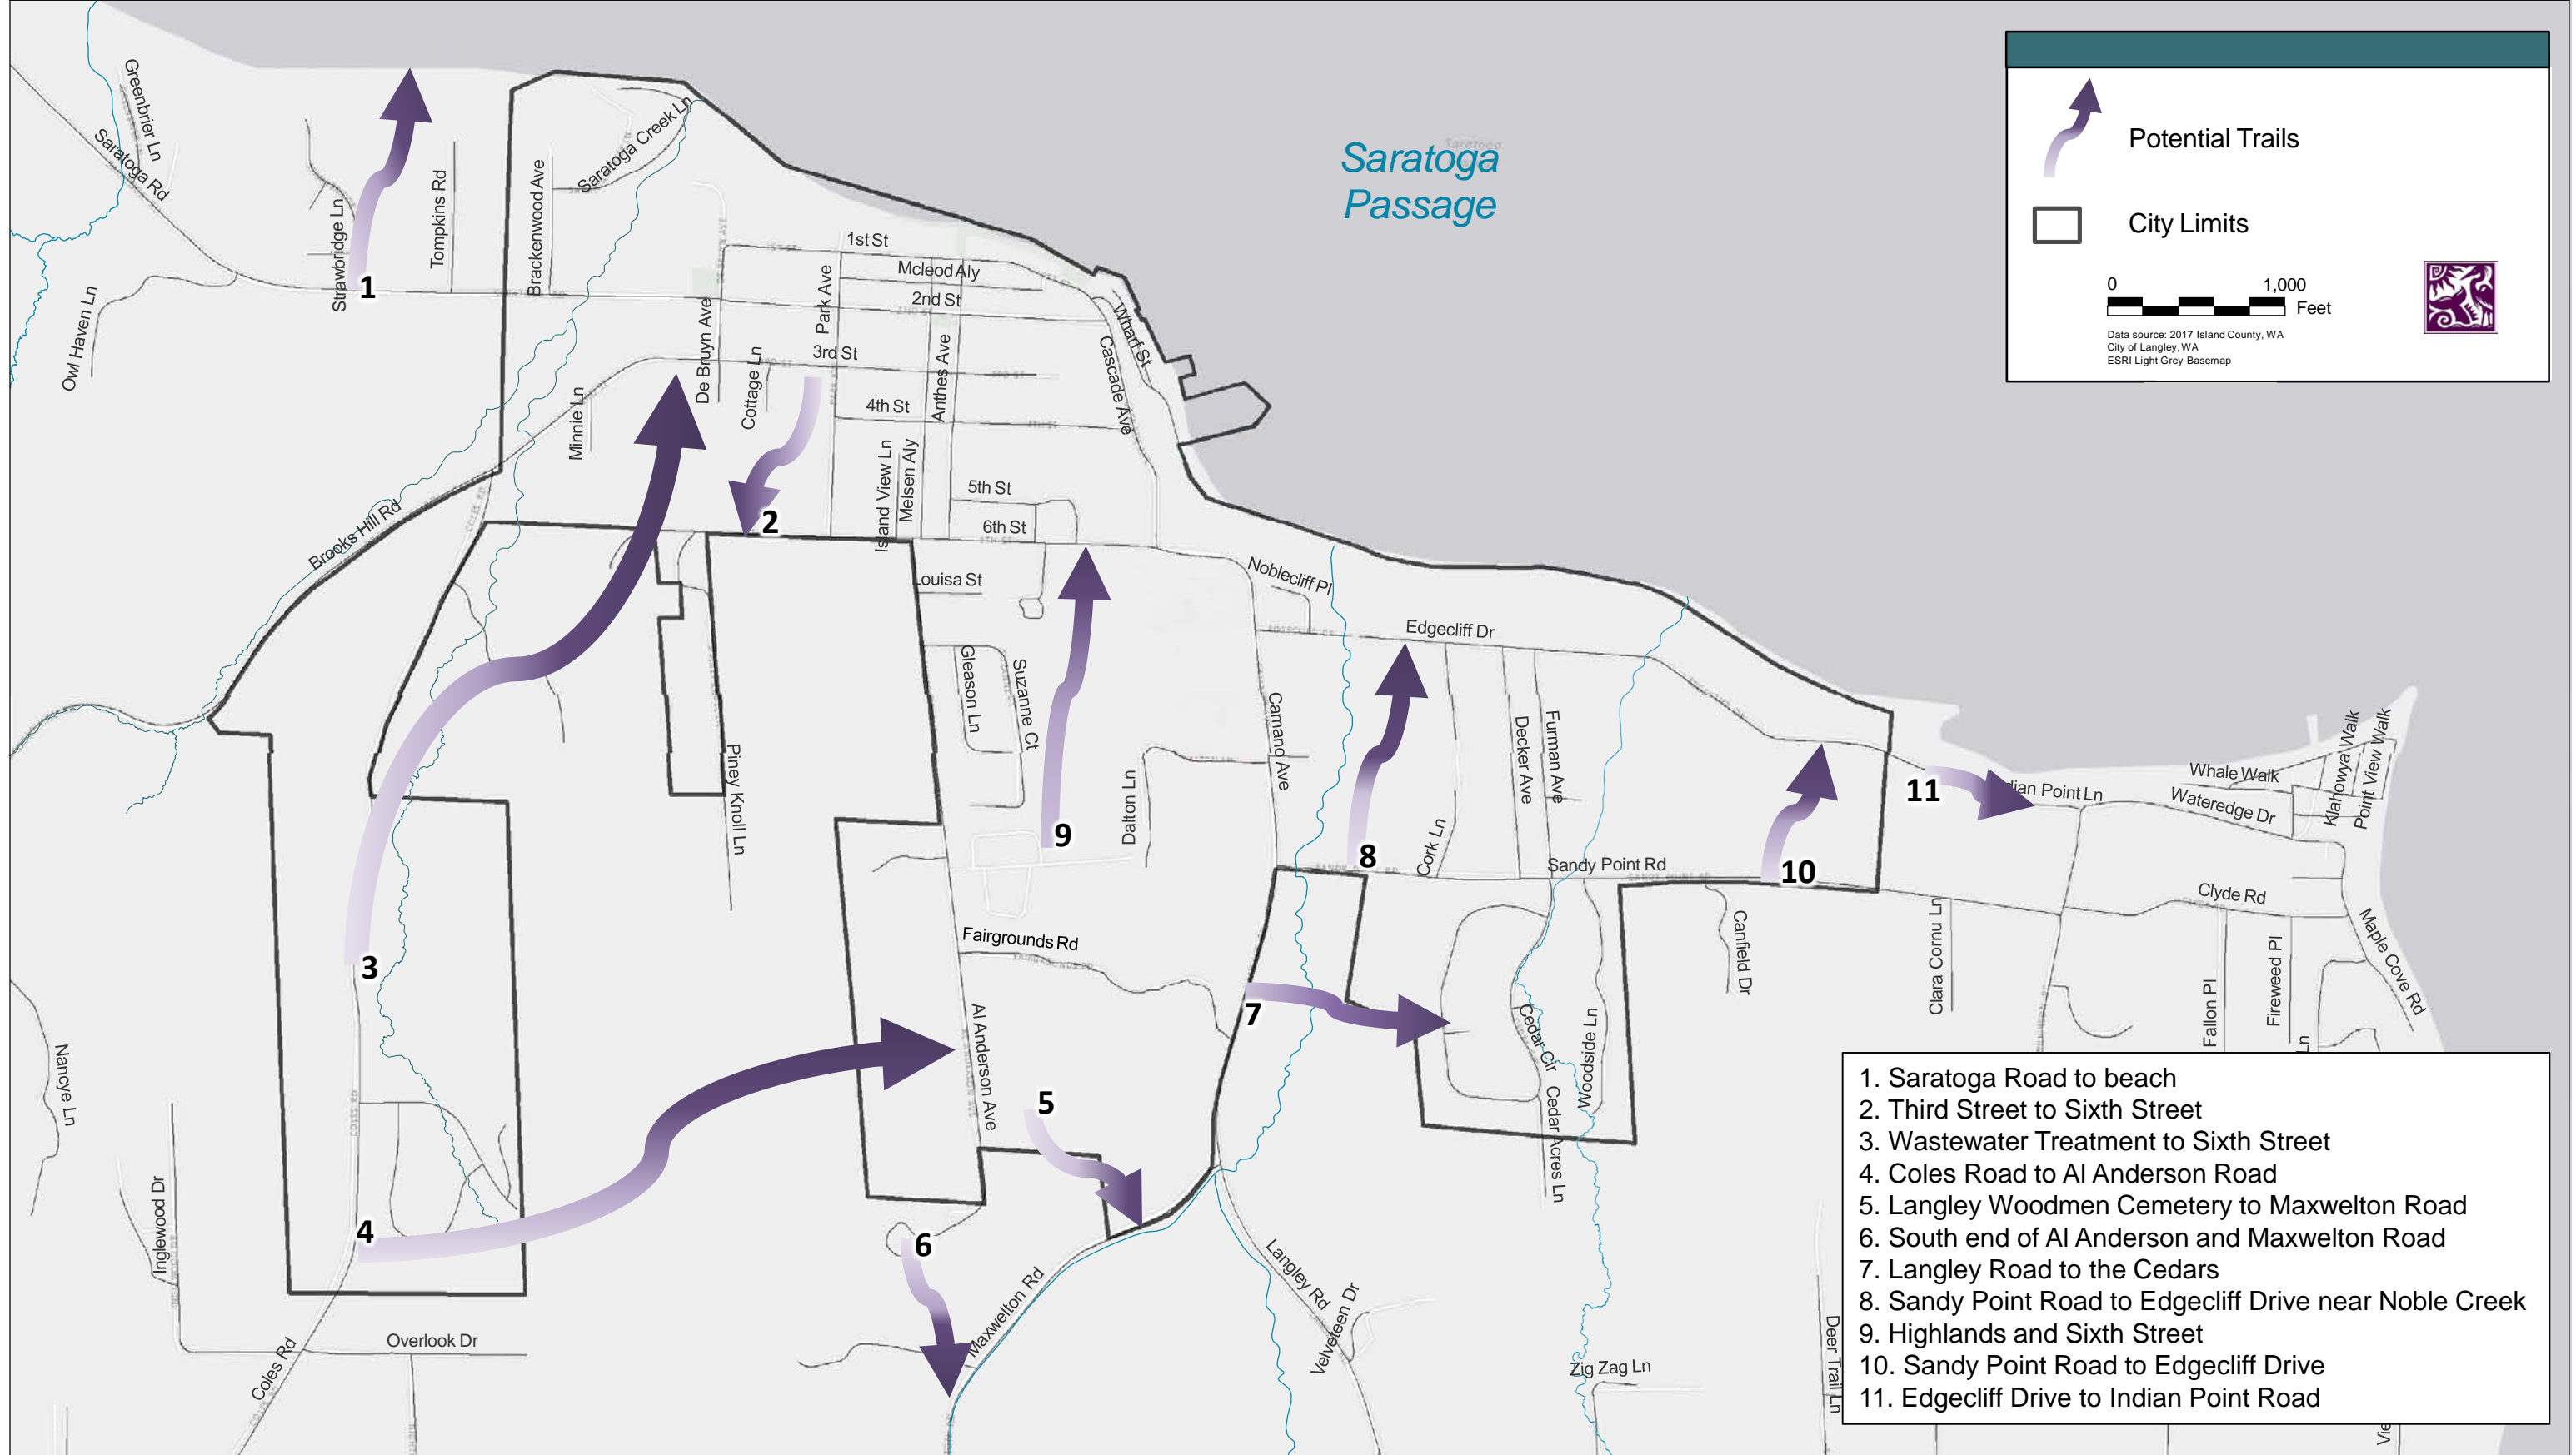 Saratoga
Passage
Potential Trails
City Limits
0 1,000
Feet
Data source: 2017 Island County, WA
City of Langley, WA
ESRI Light Grey Basemap
Greenbrier Ln
Saratoga Rd
Strawbridge Ln
Tompkins Rd
Brackenwood Ave
Saratoga Creek Ln
Owl Haven Ln
1
1st St
Mcleod Aly
2nd St
Park Ave
De Bruyn Ave
3rd St
Cottage Ln
Minnie Ln
4th St
Anthes Ave
Wharf St
Cascade Ave
Island View Ln
Melsen Aly
5th St
6th St
2
Brooks Hill Rd
Louisa St
Noblecliff Pl
Edgecliff Dr
Gleason Ln
Suzanne Ct
Camano Ave
Decker Ave
Furman Ave
Piney Knoll Ln
Dalton Ln
Cork Ln
9
8
Sandy Point Rd
10
11
dian Point Ln
Whale Walk
Wateredge Dr
Klahowya Walk
Point View Walk
Clyde Rd
Maple Cove Rd
Clara Cornu Ln
Canfield Dr
Fallon Pl
Fireweed Pl
Ln
3
Fairgrounds Rd
7
Al Anderson Ave
Cedar Cir
Woodside Ln
Cedar Acres Ln
Nancye Ln
5
Inglewood Dr
4
6
Maxwelton Rd
Langley Rd
Velveteen Dr
Overlook Dr
Coles Rd
Zig Zag Ln
Deer Trail Ln
Vie
1. Saratoga Road to beach
2. Third Street to Sixth Street
3. Wastewater Treatment to Sixth Street
4. Coles Road to Al Anderson Road
5. Langley Woodmen Cemetery to Maxwelton Road
6. South end of Al Anderson and Maxwelton Road
7. Langley Road to the Cedars
8. Sandy Point Road to Edgecliff Drive near Noble Creek
9. Highlands and Sixth Street
10. Sandy Point Road to Edgecliff Drive
11. Edgecliff Drive to Indian Point Road